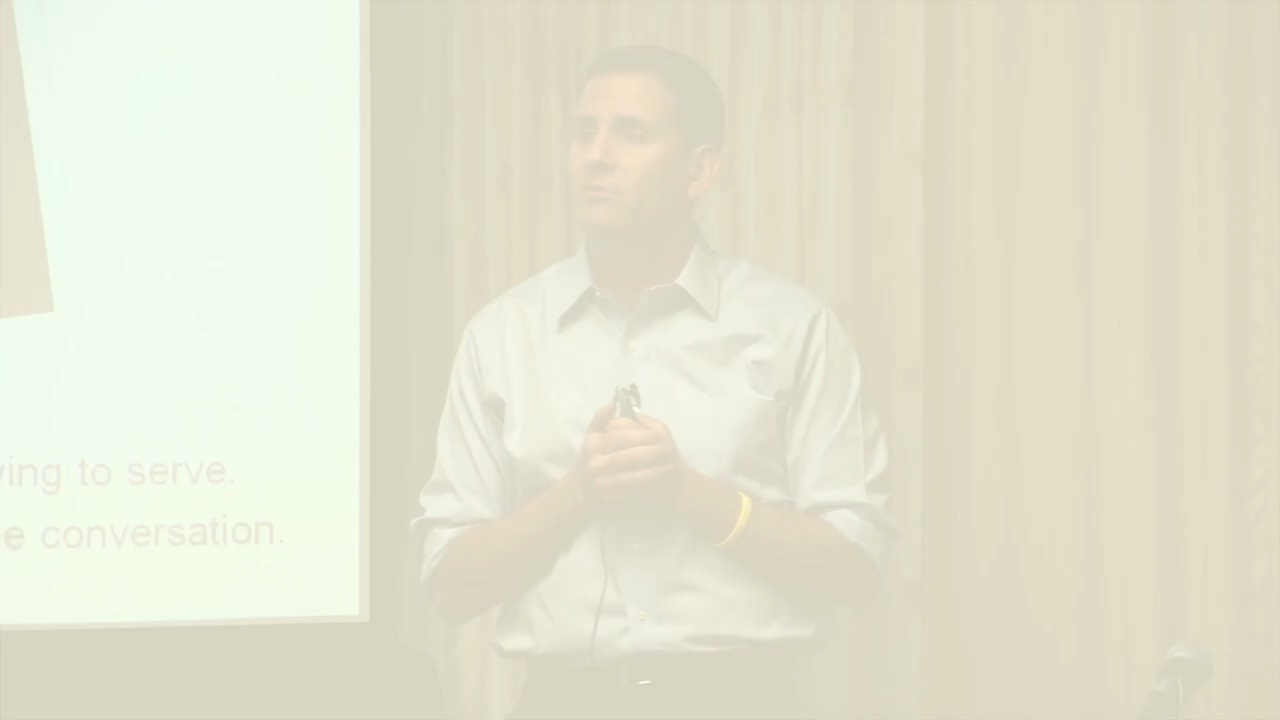 ving to serve.
e conversation.